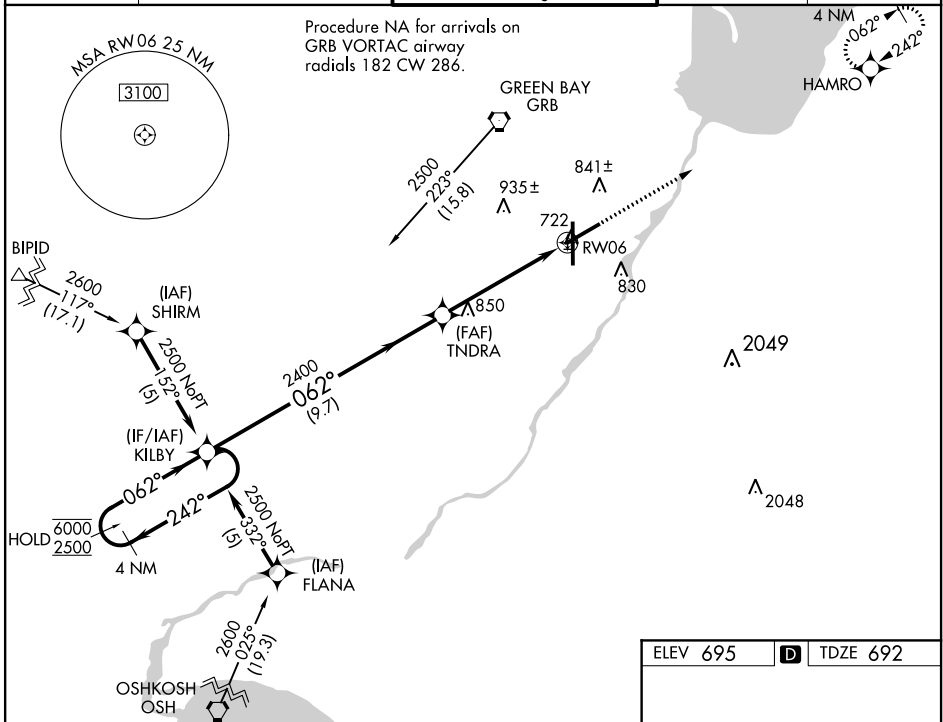 Procedure NA for arrivals on
GRB VORTAC airway
radials 182 CW 286.
MSA RW06 25 NM
3100
4 NM
062°
242°
HAMRO
GREEN BAY
GRB
2500
223°
(15.8)
935±
841±
722
RW06
830
BIPID
2600
117°
(17.1)
(IAF)
SHIRM
2500 NoPT
152°
(5)
850
(FAF)
TNDRA
2400
062°
(9.7)
2049
(IF/IAF)
KILBY
062°
242°
HOLD
6000
2500
4 NM
2500 NoPT
332°
(5)
(IAF)
FLANA
2048
2600
025°
(19.3)
OSHKOSH
OSH
ELEV 695 D TDZE 692